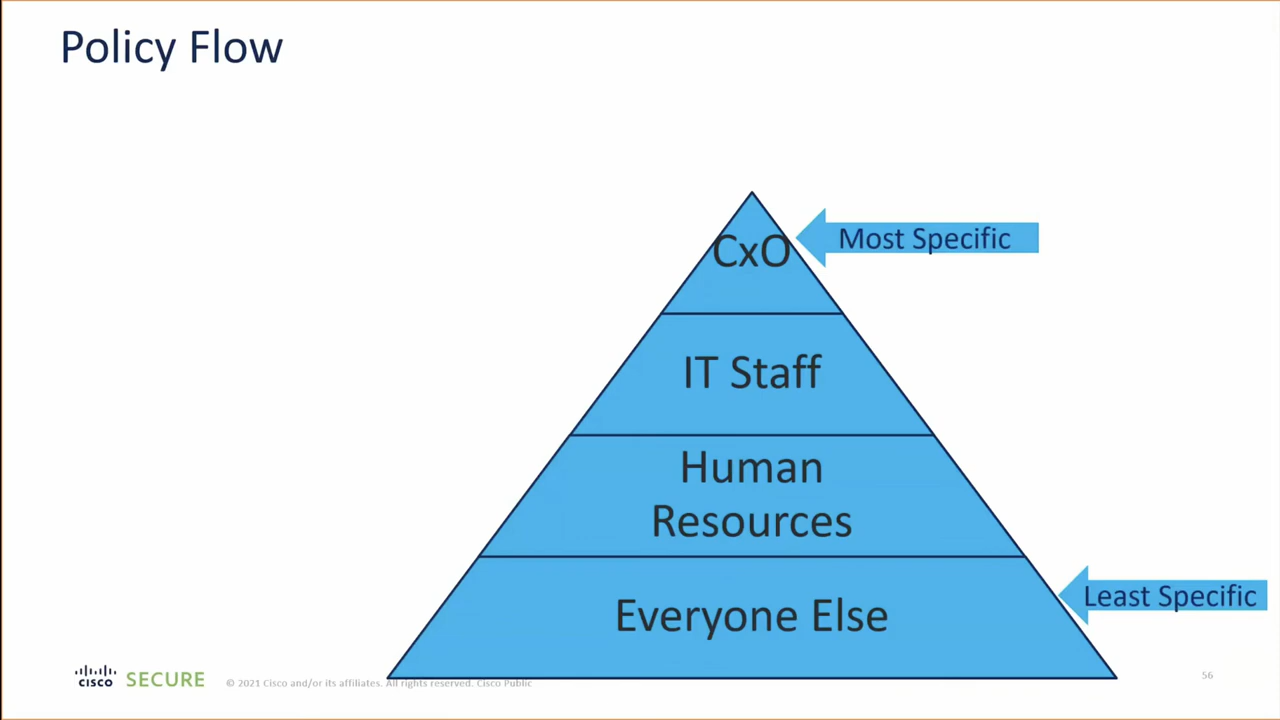 Policy Flow
CxO
Most Specific
IT Staff
Human
Resources
Everyone Else
Least Specific
CISCO SECURE
© 2021 Cisco and/or its affiliates. All rights reserved. Cisco Public
56